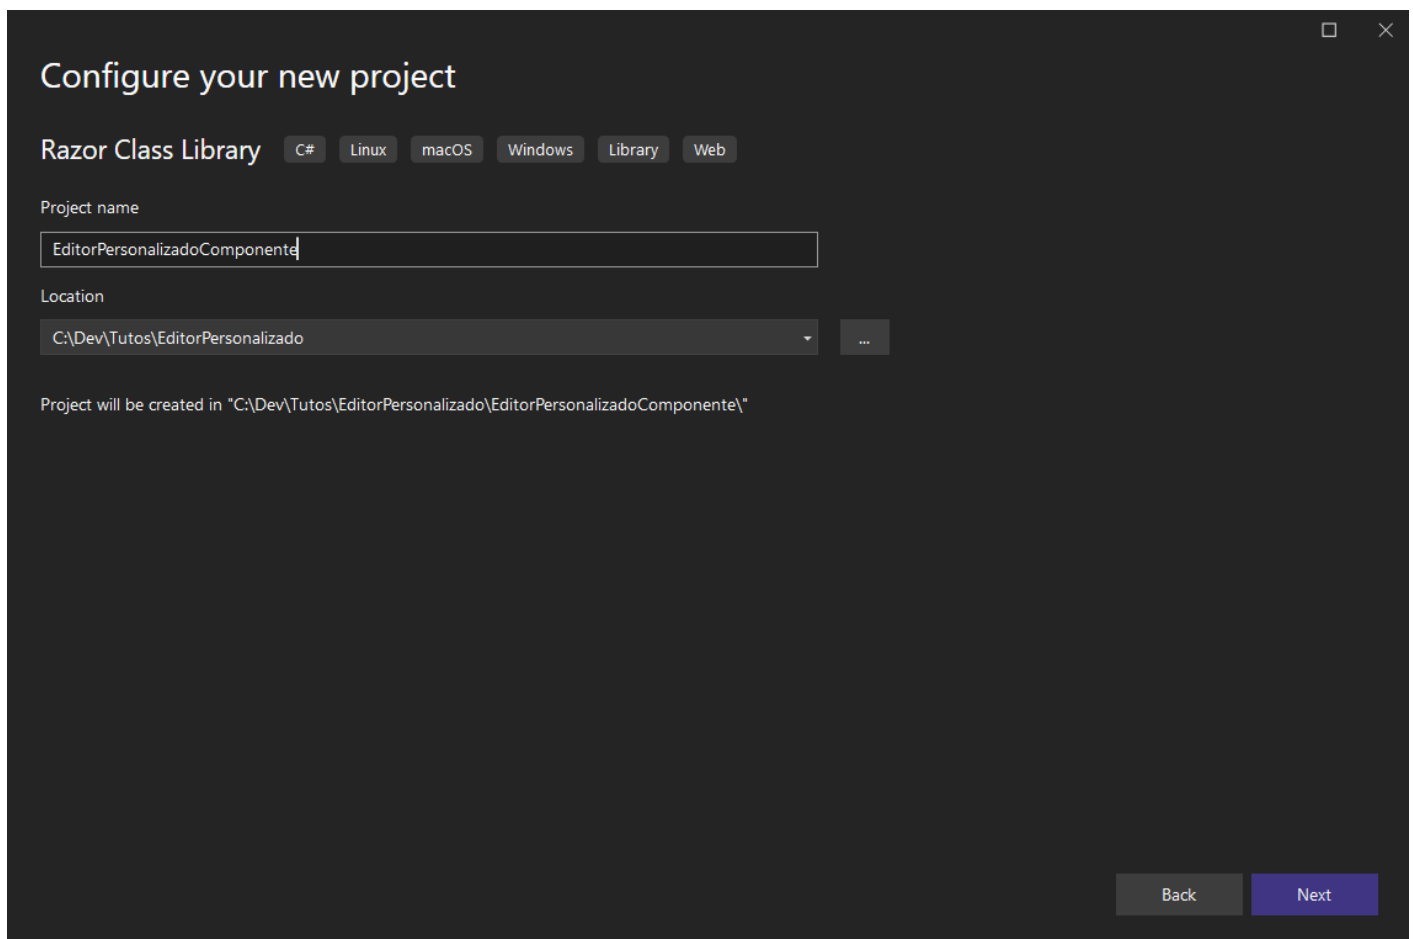 Configure your new project
Razor Class Library C# Linux macOS Windows Library Web
Project name
EditorPersonalizadoComponente
Location
C:\Dev\Tutos\EditorPersonalizado ...
Project will be created in "C:\Dev\Tutos\EditorPersonalizado\EditorPersonalizadoComponente\"
Back Next